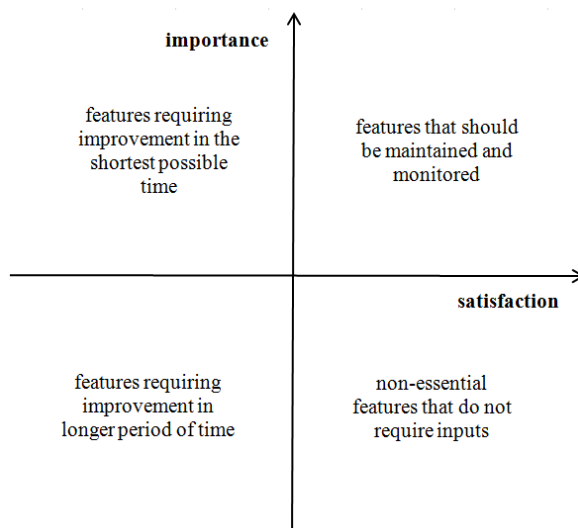 importance
features requiring
improvement in the
shortest possible
time
features that should
be maintained and
monitored
satisfaction
features requiring
improvement in
longer period of time
non-essential
features that do not
require inputs